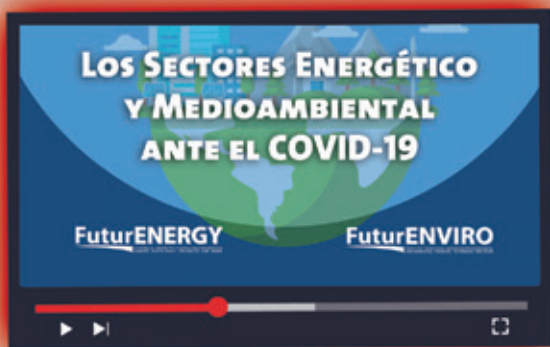 Los Sectores Energético
y Medioambiental
ante el COVID-19
FuturENERGY FuturENVIRO